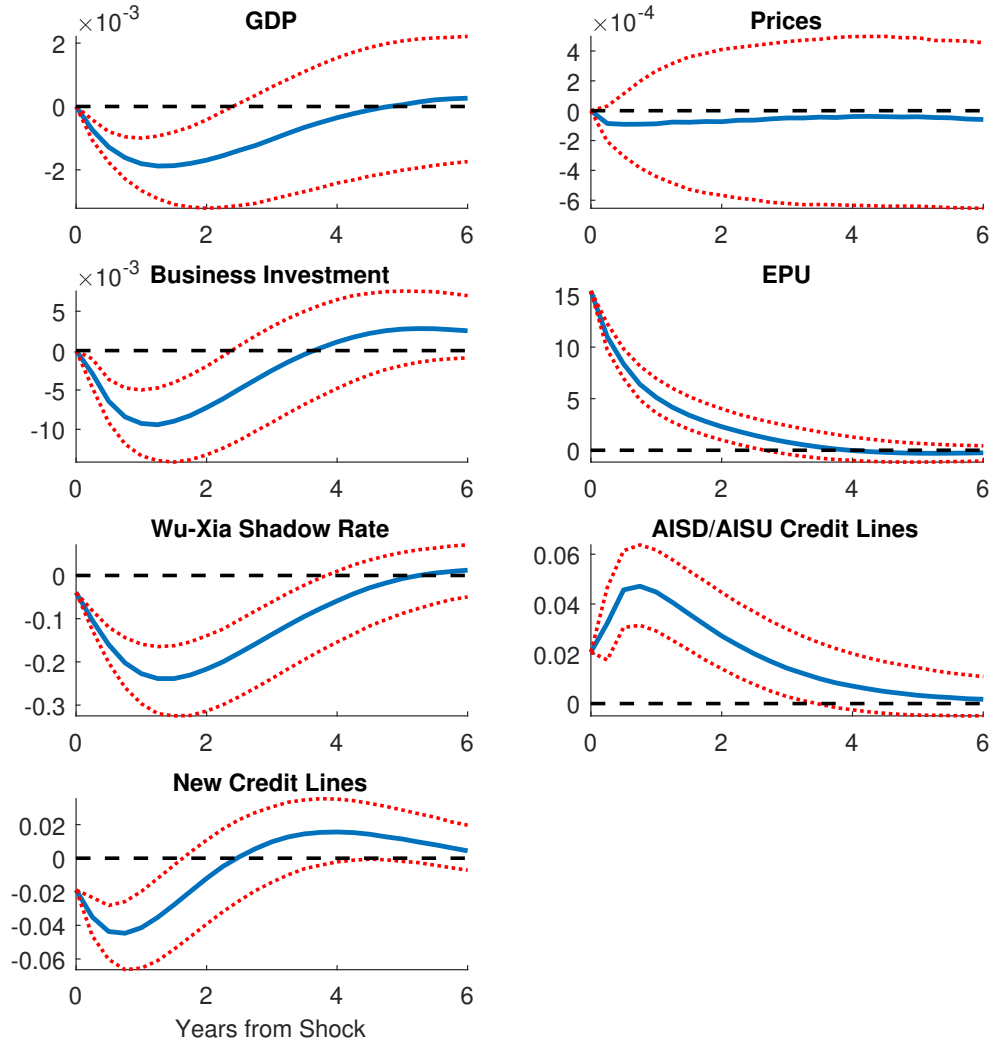 ×10⁻³ GDP
2
0
-2
0 2 4 6
×10⁻⁴ Prices
4
2
0
-2
-4
-6
0 2 4 6
×10⁻³ Business Investment
5
0
-5
-10
0 2 4 6
EPU
15
10
5
0
0 2 4 6
Wu-Xia Shadow Rate
0
-0.1
-0.2
-0.3
0 2 4 6
AISD/AISU Credit Lines
0.06
0.04
0.02
0
0 2 4 6
New Credit Lines
0.02
0
-0.02
-0.04
-0.06
0 2 4 6
Years from Shock